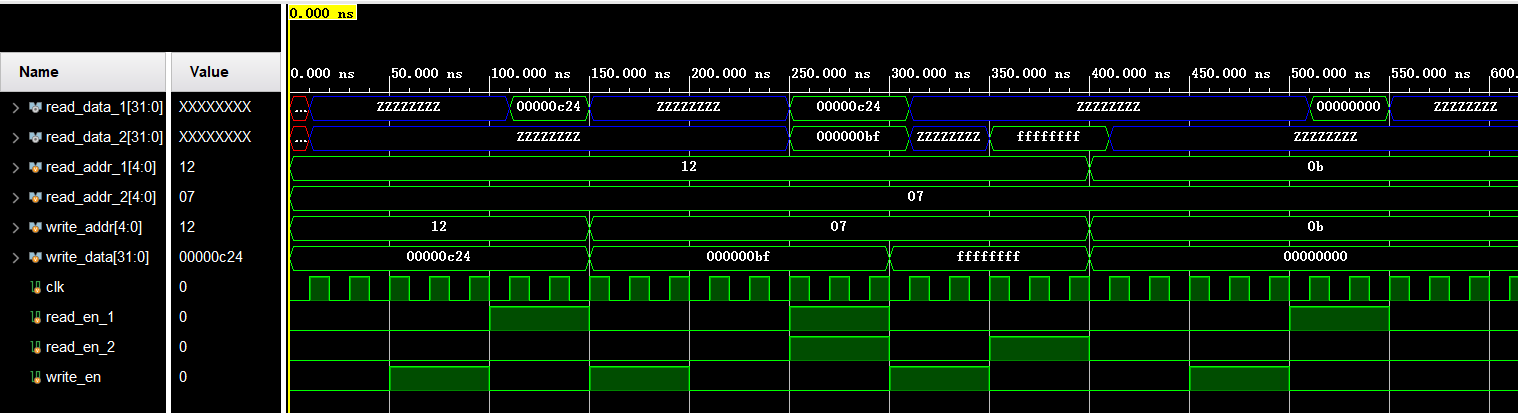 0.000 ns
Name Value 0.000 ns 50.000 ns 100.000 ns 150.000 ns 200.000 ns 250.000 ns 300.000 ns 350.000 ns 400.000 ns 450.000 ns 500.000 ns 550.000 ns 600.
read_data_1[31:0] XXXXXXXX ... ZZZZZZZZ 00000c24 ZZZZZZZZ 00000c24 ZZZZZZZZ 00000000 ZZZZZZZZ
read_data_2[31:0] XXXXXXXX ... ZZZZZZZZ 000000bf ZZZZZZZZ ffffffff ZZZZZZZZ
read_addr_1[4:0] 12 12 0b
read_addr_2[4:0] 07 07
write_addr[4:0] 12 12 07 0b
write_data[31:0] 00000c24 00000c24 000000bf ffffffff 00000000
clk 0
read_en_1 0
read_en_2 0
write_en 0